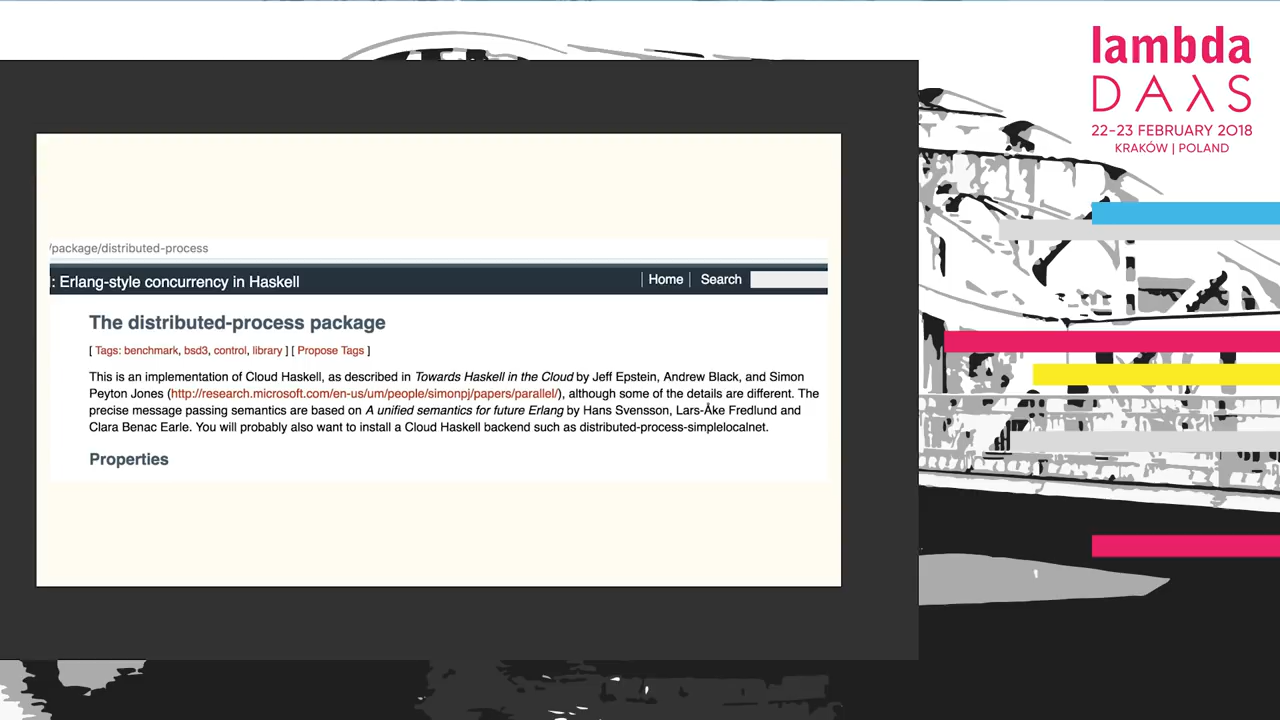 lambda
DAλS
22-23 FEBRUARY 2018
KRAKÓW | POLAND
/package/distributed-process
: Erlang-style concurrency in Haskell
Home | Search
The distributed-process package
[ Tags: benchmark, bsd3, control, library ] [ Propose Tags ]
This is an implementation of Cloud Haskell, as described in Towards Haskell in the Cloud by Jeff Epstein, Andrew Black, and Simon
Peyton Jones (http://research.microsoft.com/en-us/um/people/simonpj/papers/parallel/), although some of the details are different. The
precise message passing semantics are based on A unified semantics for future Erlang by Hans Svensson, Lars-Åke Fredlund and
Clara Benac Earle. You will probably also want to install a Cloud Haskell backend such as distributed-process-simplelocalnet.
Properties